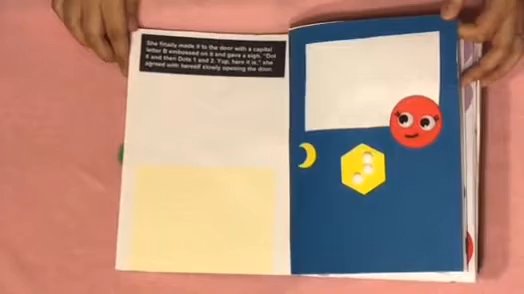 She finally made it to the door with a capital
letter B embossed on it and gave a sigh. "Dot
6 and then Dots 1 and 2. Yup, here it is," she
agreed with herself slowly opening the door.